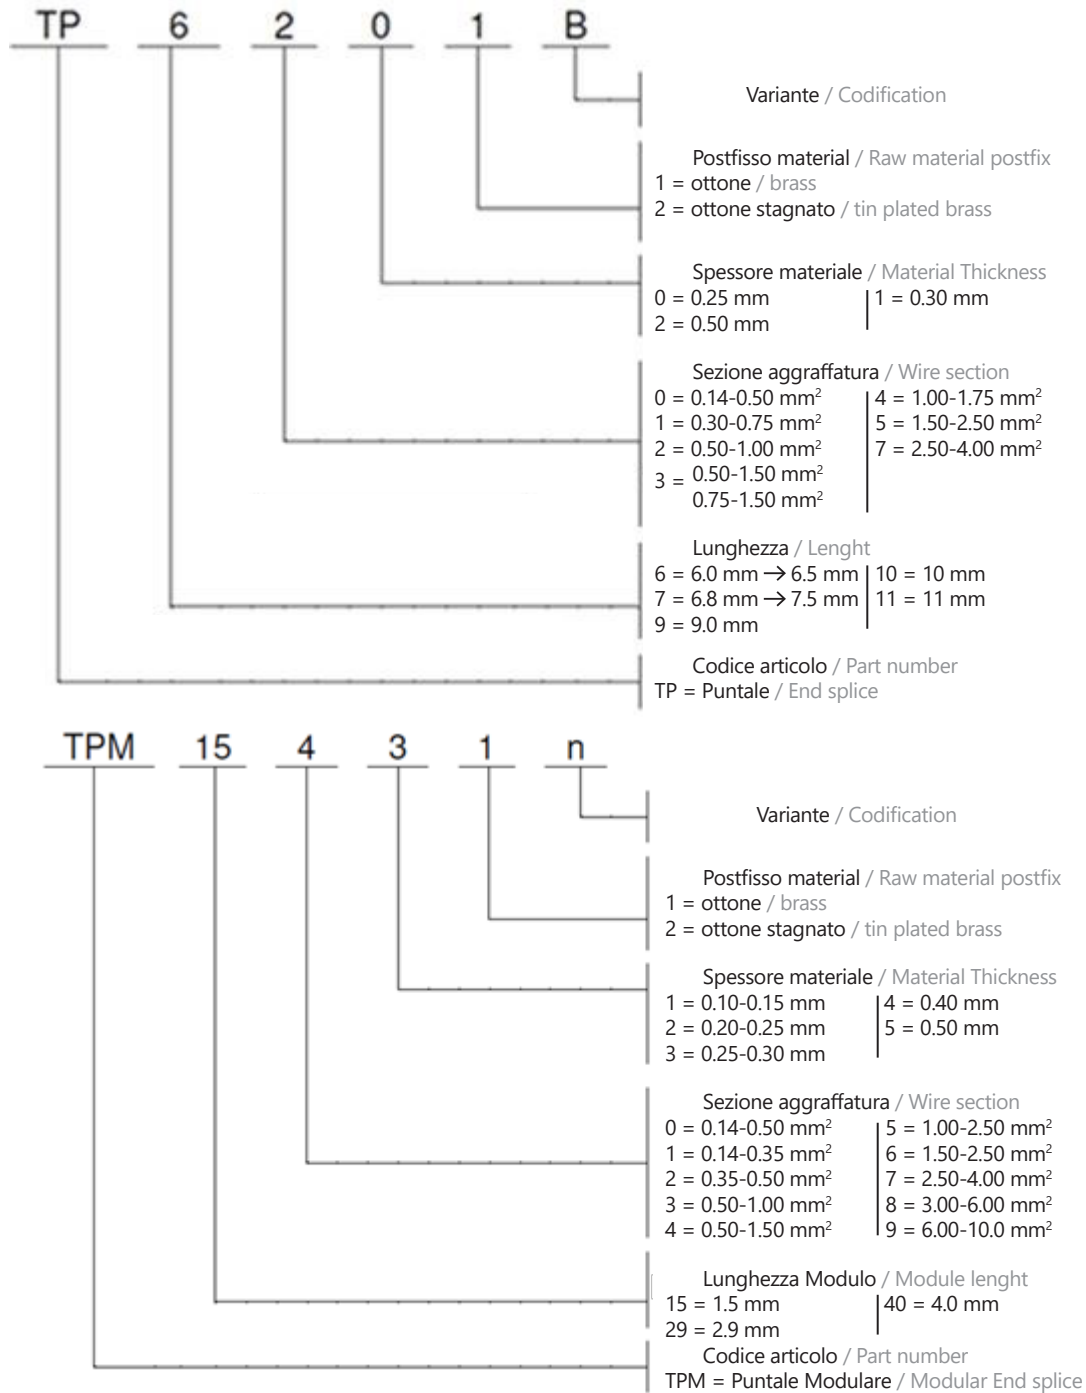 TP 6 2 0 1 B
Variante / Codification
Postfisso material / Raw material postfix
1 = ottone / brass
2 = ottone stagnato / tin plated brass
Spessore materiale / Material Thickness
0 = 0.25 mm 1 = 0.30 mm
2 = 0.50 mm
Sezione aggraffatura / Wire section
0 = 0.14-0.50 mm² 4 = 1.00-1.75 mm²
1 = 0.30-0.75 mm² 5 = 1.50-2.50 mm²
2 = 0.50-1.00 mm² 7 = 2.50-4.00 mm²
3 = 0.50-1.50 mm²
0.75-1.50 mm²
Lunghezza / Lenght
6 = 6.0 mm → 6.5 mm 10 = 10 mm
7 = 6.8 mm → 7.5 mm 11 = 11 mm
9 = 9.0 mm
Codice articolo / Part number
TP = Puntale / End splice
TPM 15 4 3 1 n
Variante / Codification
Postfisso material / Raw material postfix
1 = ottone / brass
2 = ottone stagnato / tin plated brass
Spessore materiale / Material Thickness
1 = 0.10-0.15 mm 4 = 0.40 mm
2 = 0.20-0.25 mm 5 = 0.50 mm
3 = 0.25-0.30 mm
Sezione aggraffatura / Wire section
0 = 0.14-0.50 mm² 5 = 1.00-2.50 mm²
1 = 0.14-0.35 mm² 6 = 1.50-2.50 mm²
2 = 0.35-0.50 mm² 7 = 2.50-4.00 mm²
3 = 0.50-1.00 mm² 8 = 3.00-6.00 mm²
4 = 0.50-1.50 mm² 9 = 6.00-10.0 mm²
Lunghezza Modulo / Module lenght
15 = 1.5 mm 40 = 4.0 mm
29 = 2.9 mm
Codice articolo / Part number
TPM = Puntale Modulare / Modular End splice